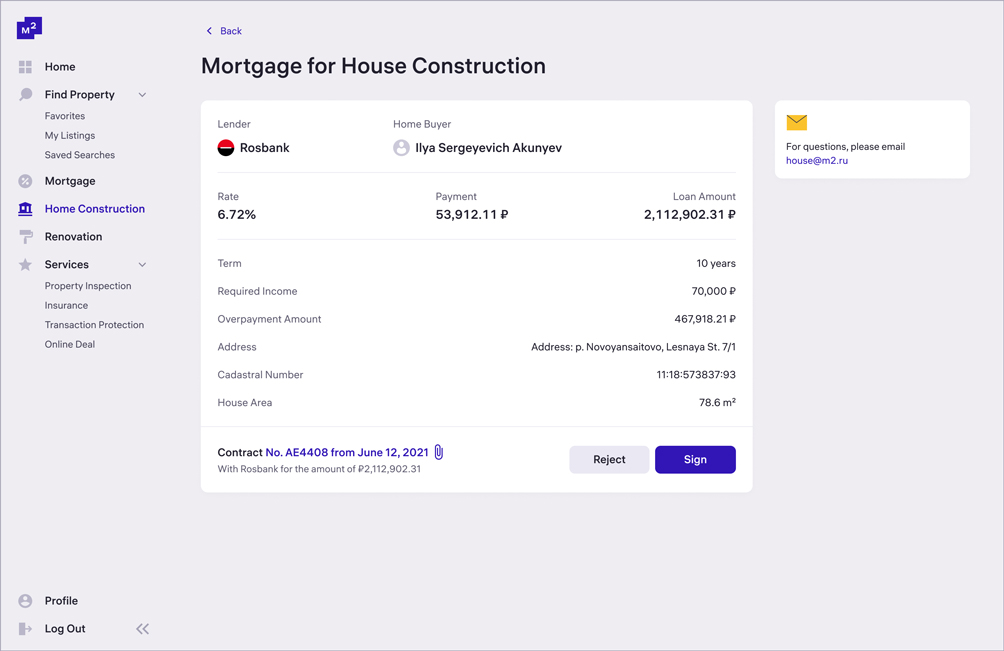 M2
Home
Find Property
Favorites
My Listings
Saved Searches
Mortgage
Home Construction
Renovation
Services
Property Inspection
Insurance
Transaction Protection
Online Deal
Profile
Log Out
Back
Mortgage for House Construction
Lender
Rosbank
Home Buyer
Ilya Sergeyevich Akunyev
Rate
6.72%
Payment
53,912.11 ₽
Loan Amount
2,112,902.31 ₽
Term
10 years
Required Income
70,000 ₽
Overpayment Amount
467,918.21 ₽
Address
Address: p. Novoyansaitovo, Lesnaya St. 7/1
Cadastral Number
11:18:573837:93
House Area
78.6 m²
Contract No. AE4408 from June 12, 2021
With Rosbank for the amount of ₽2,112,902.31
Reject
Sign
For questions, please email
house@m2.ru